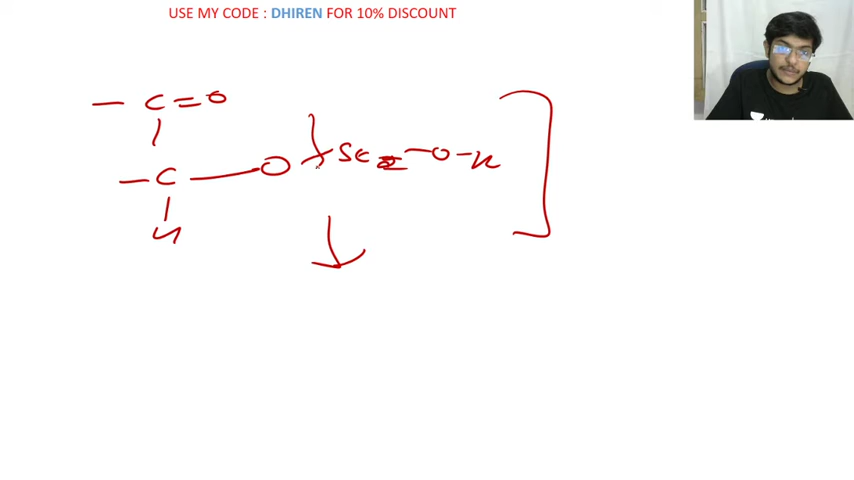 USE MY CODE : DHIREN FOR 10% DISCOUNT
— C = O
— C — O — Se — O — H
H